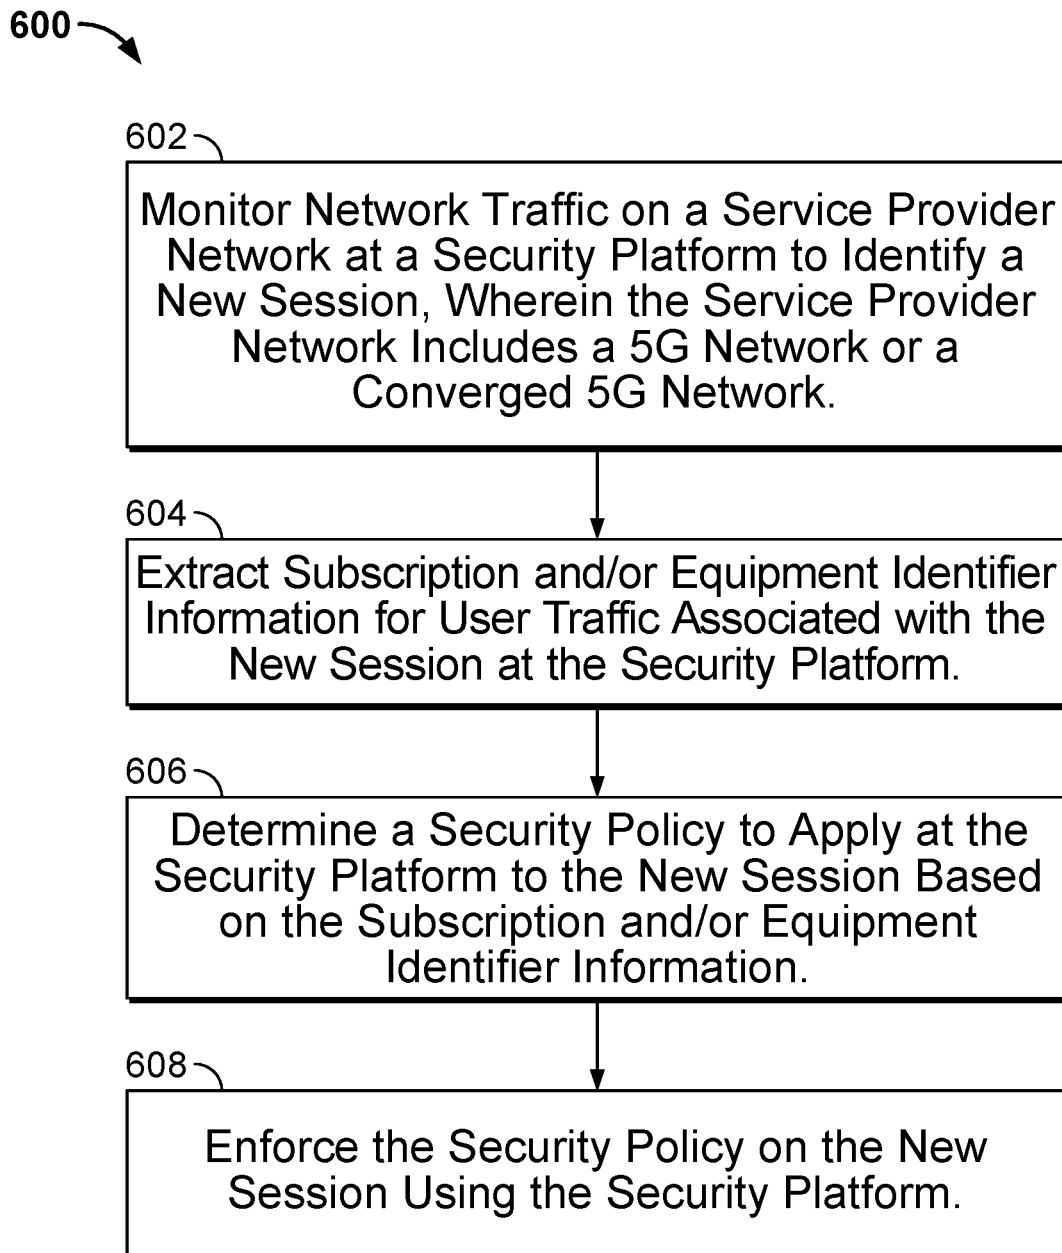 600
602
Monitor Network Traffic on a Service Provider
Network at a Security Platform to Identify a
New Session, Wherein the Service Provider
Network Includes a 5G Network or a
Converged 5G Network.
604
Extract Subscription and/or Equipment Identifier
Information for User Traffic Associated with the
New Session at the Security Platform.
606
Determine a Security Policy to Apply at the
Security Platform to the New Session Based
on the Subscription and/or Equipment
Identifier Information.
608
Enforce the Security Policy on the New
Session Using the Security Platform.